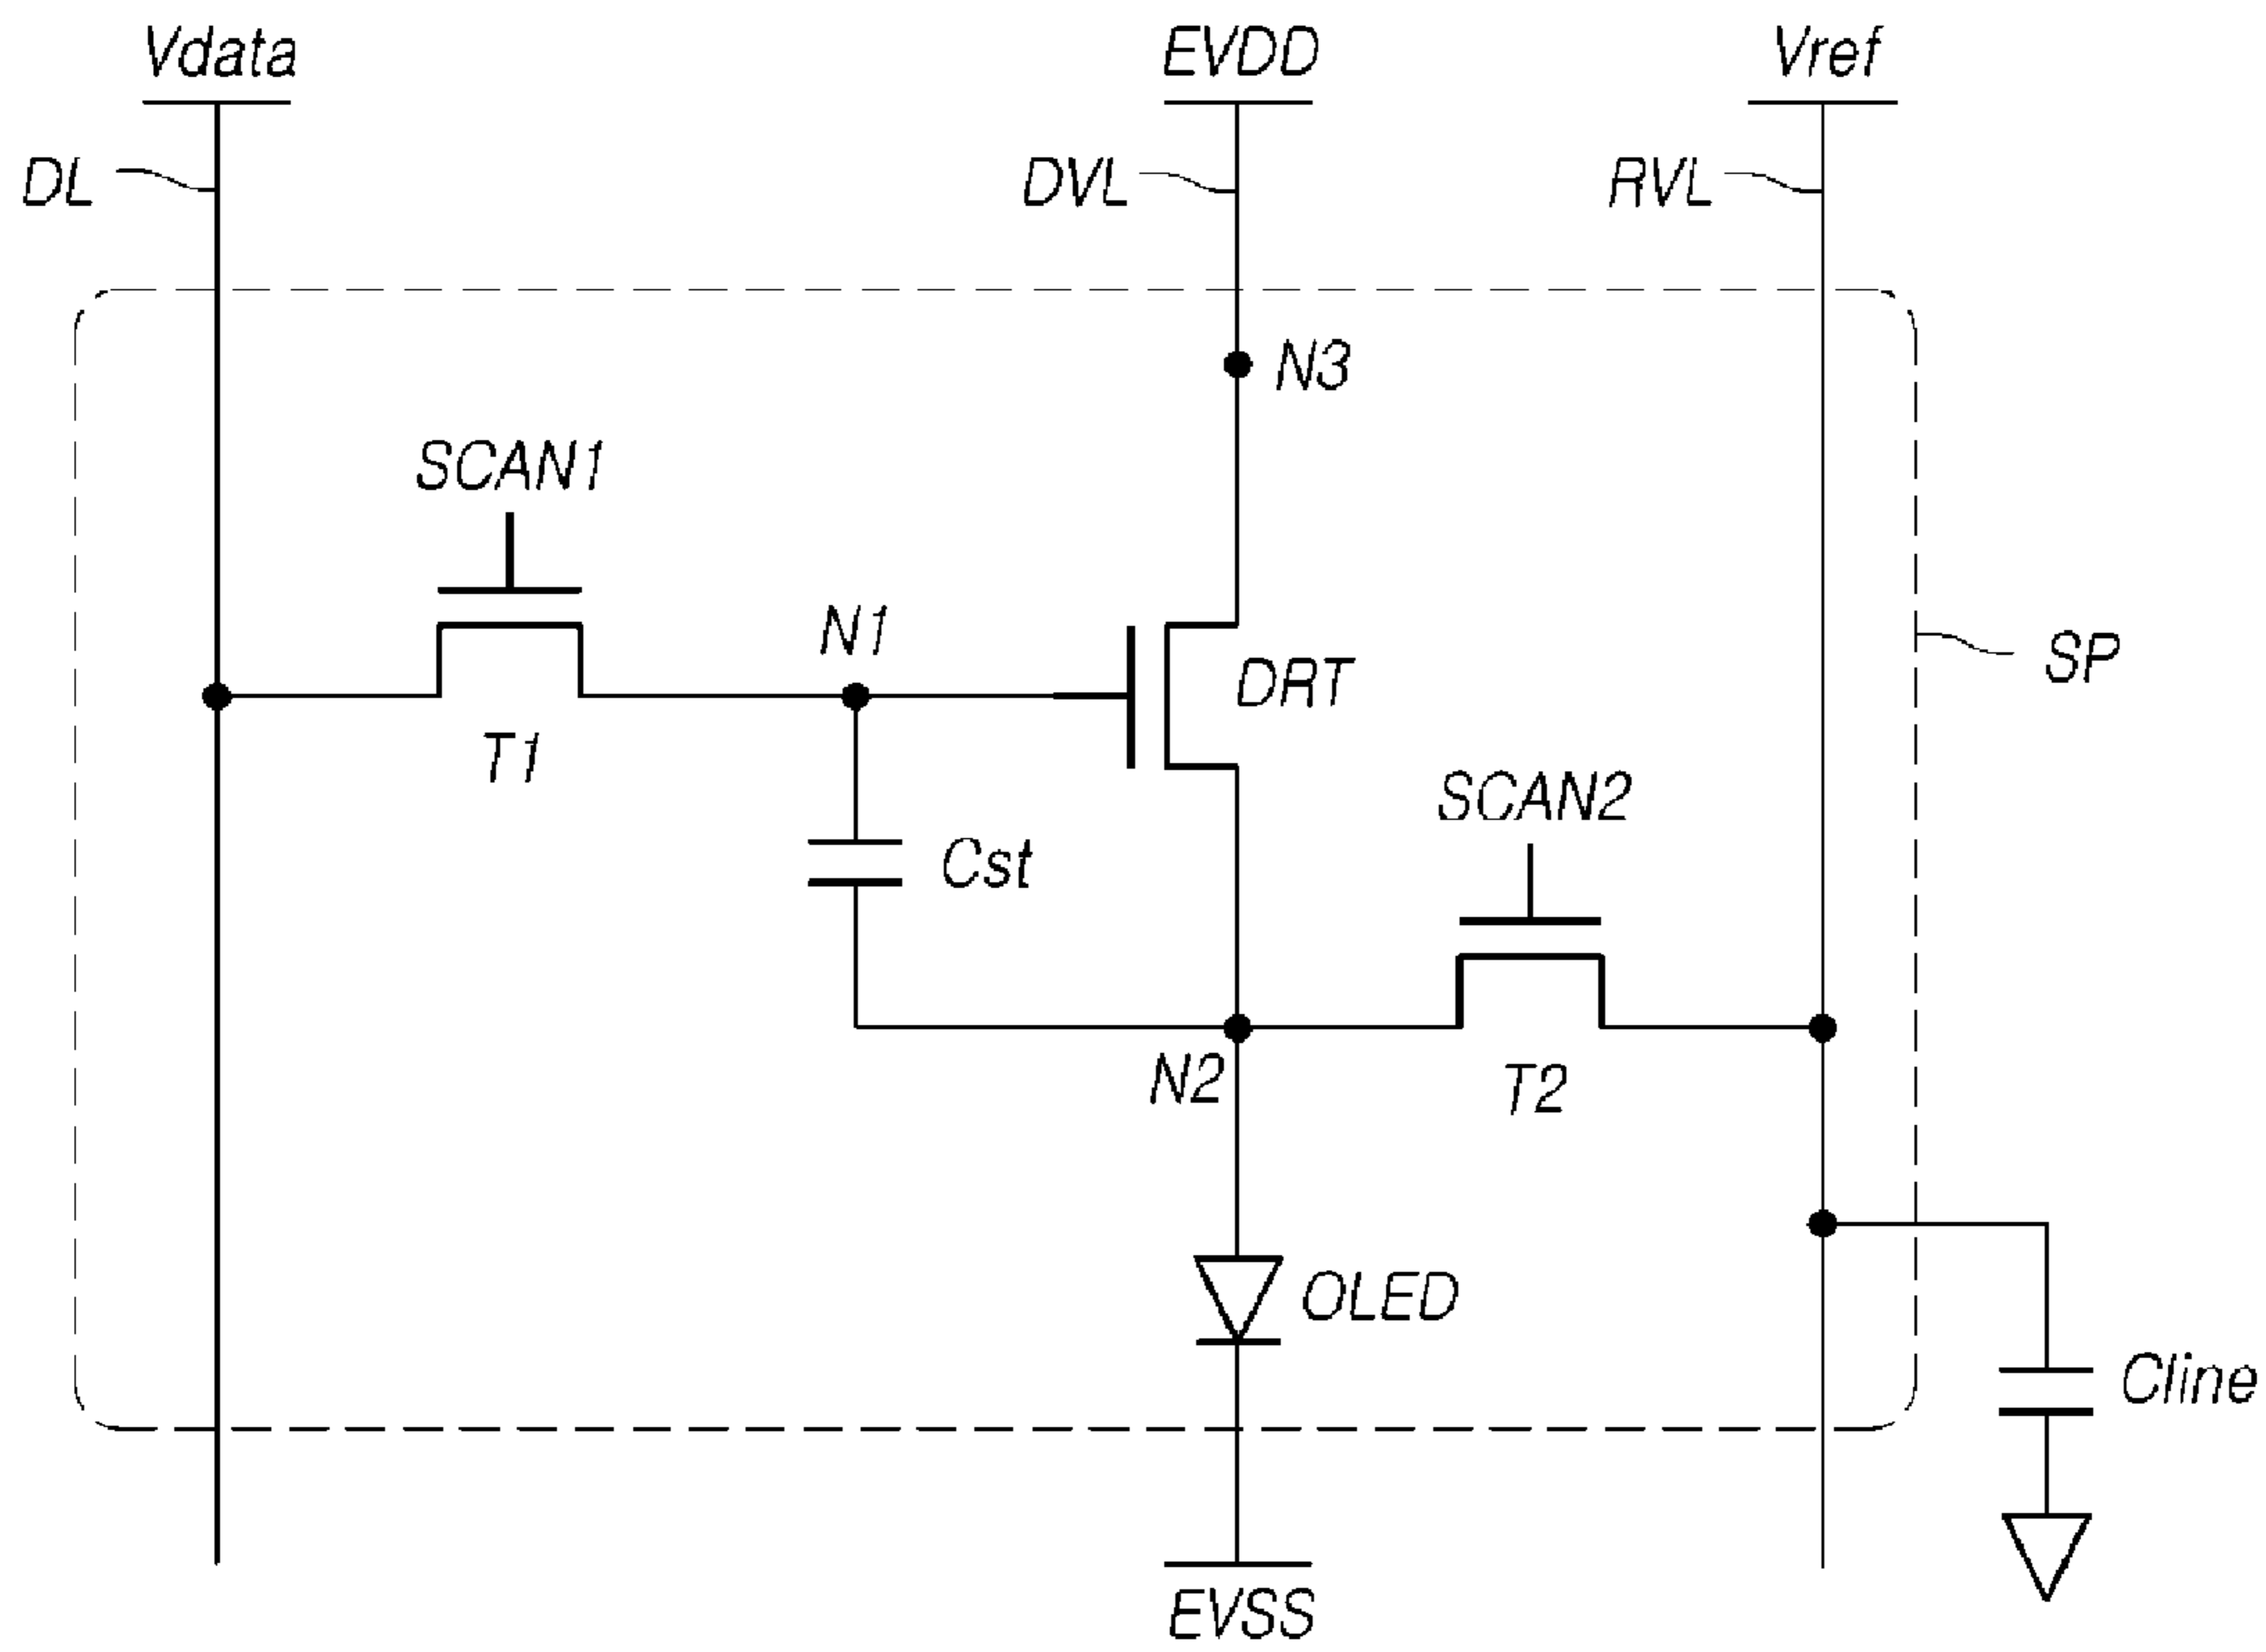 Vdata
EVDD
Vref
DL
DVL
RVL
N3
SCAN1
N1
DRT
SP
T1
SCAN2
Cst
N2
T2
OLED
Cline
EVSS